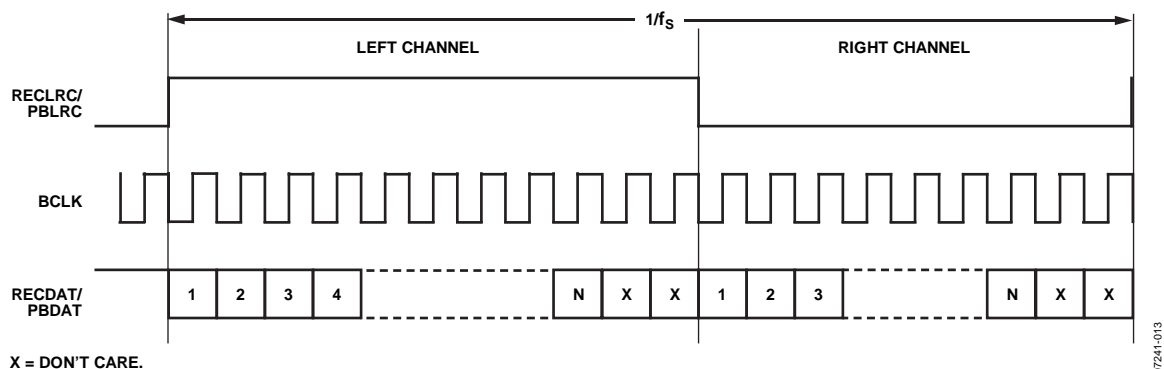 1/fS
LEFT CHANNEL RIGHT CHANNEL
RECLRC/
PBLRC
BCLK
RECDAT/
PBDAT
1 2 3 4 N X X 1 2 3 N X X
X = DON'T CARE.
07241-013